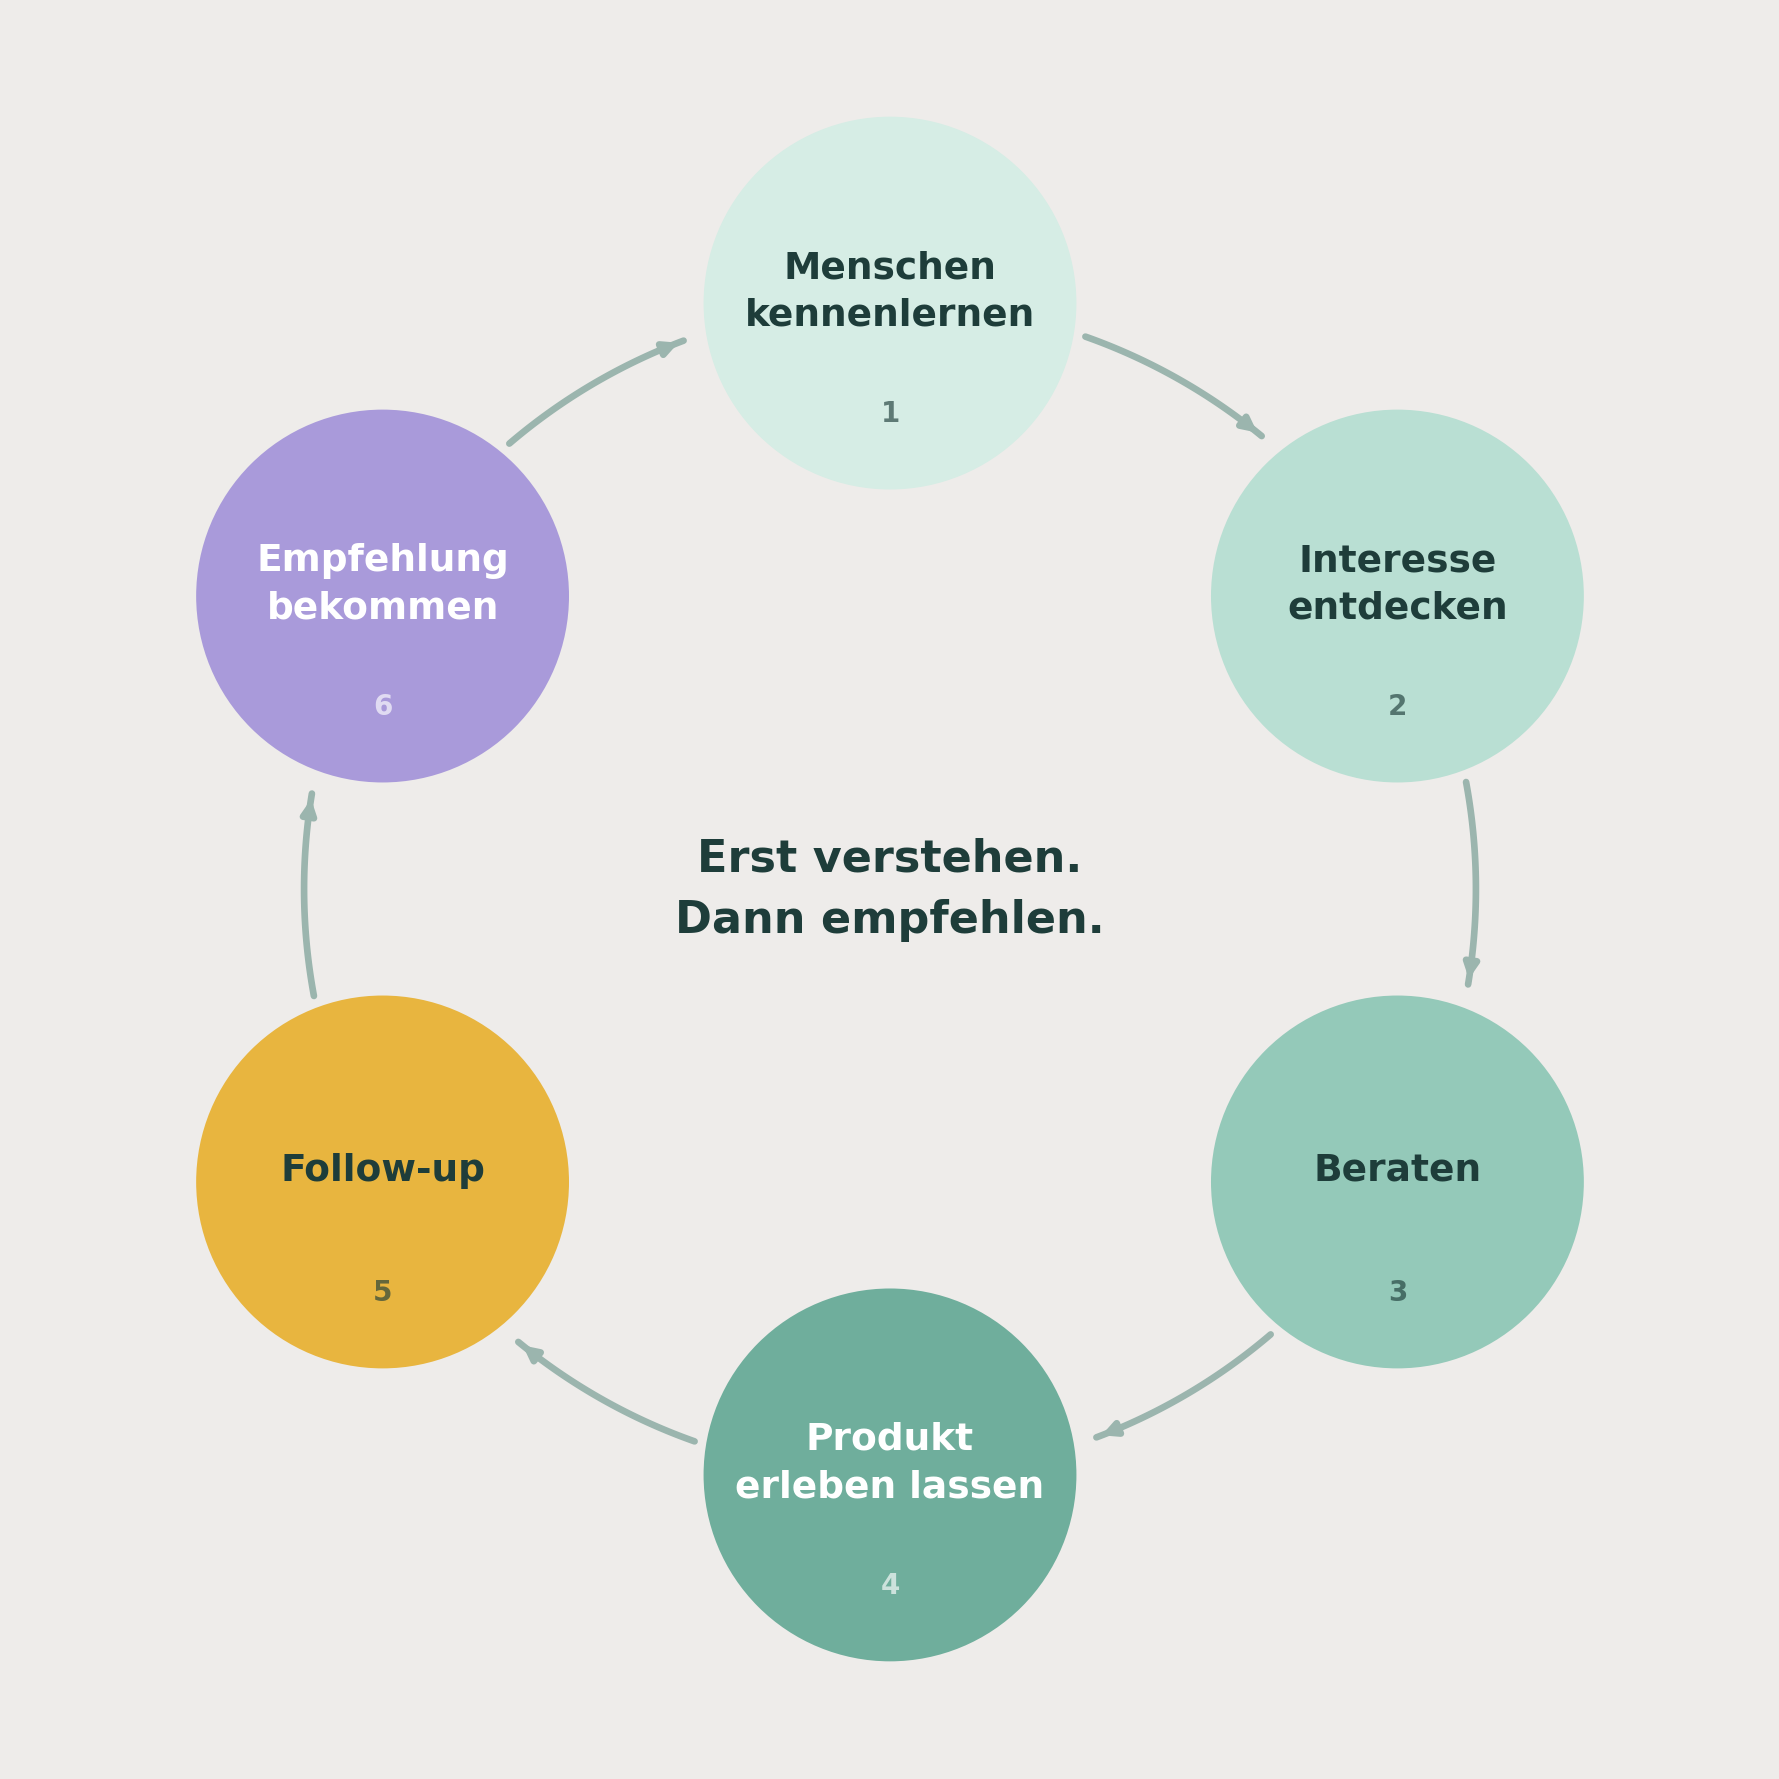 Menschen
kennenlernen
1
Interesse
entdecken
2
Beraten
3
Produkt
erleben lassen
4
Follow-up
5
Empfehlung
bekommen
6
Erst verstehen.
Dann empfehlen.